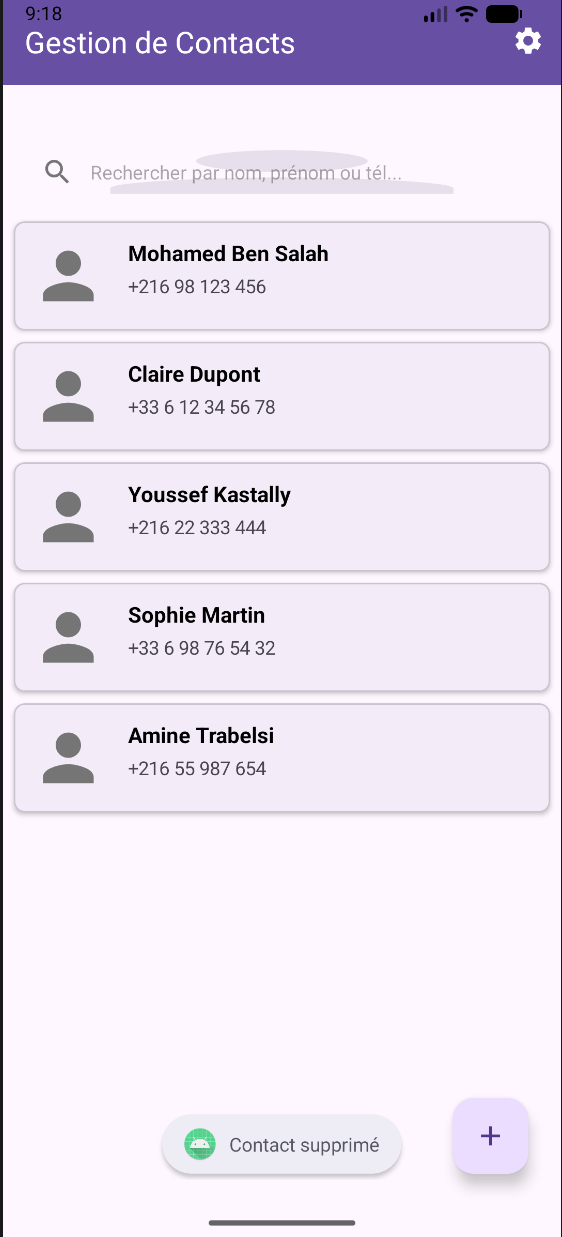 9:18
Gestion de Contacts
Rechercher par nom, prénom ou tél...
Mohamed Ben Salah
+216 98 123 456
Claire Dupont
+33 6 12 34 56 78
Youssef Kastally
+216 22 333 444
Sophie Martin
+33 6 98 76 54 32
Amine Trabelsi
+216 55 987 654
Contact supprimé
+